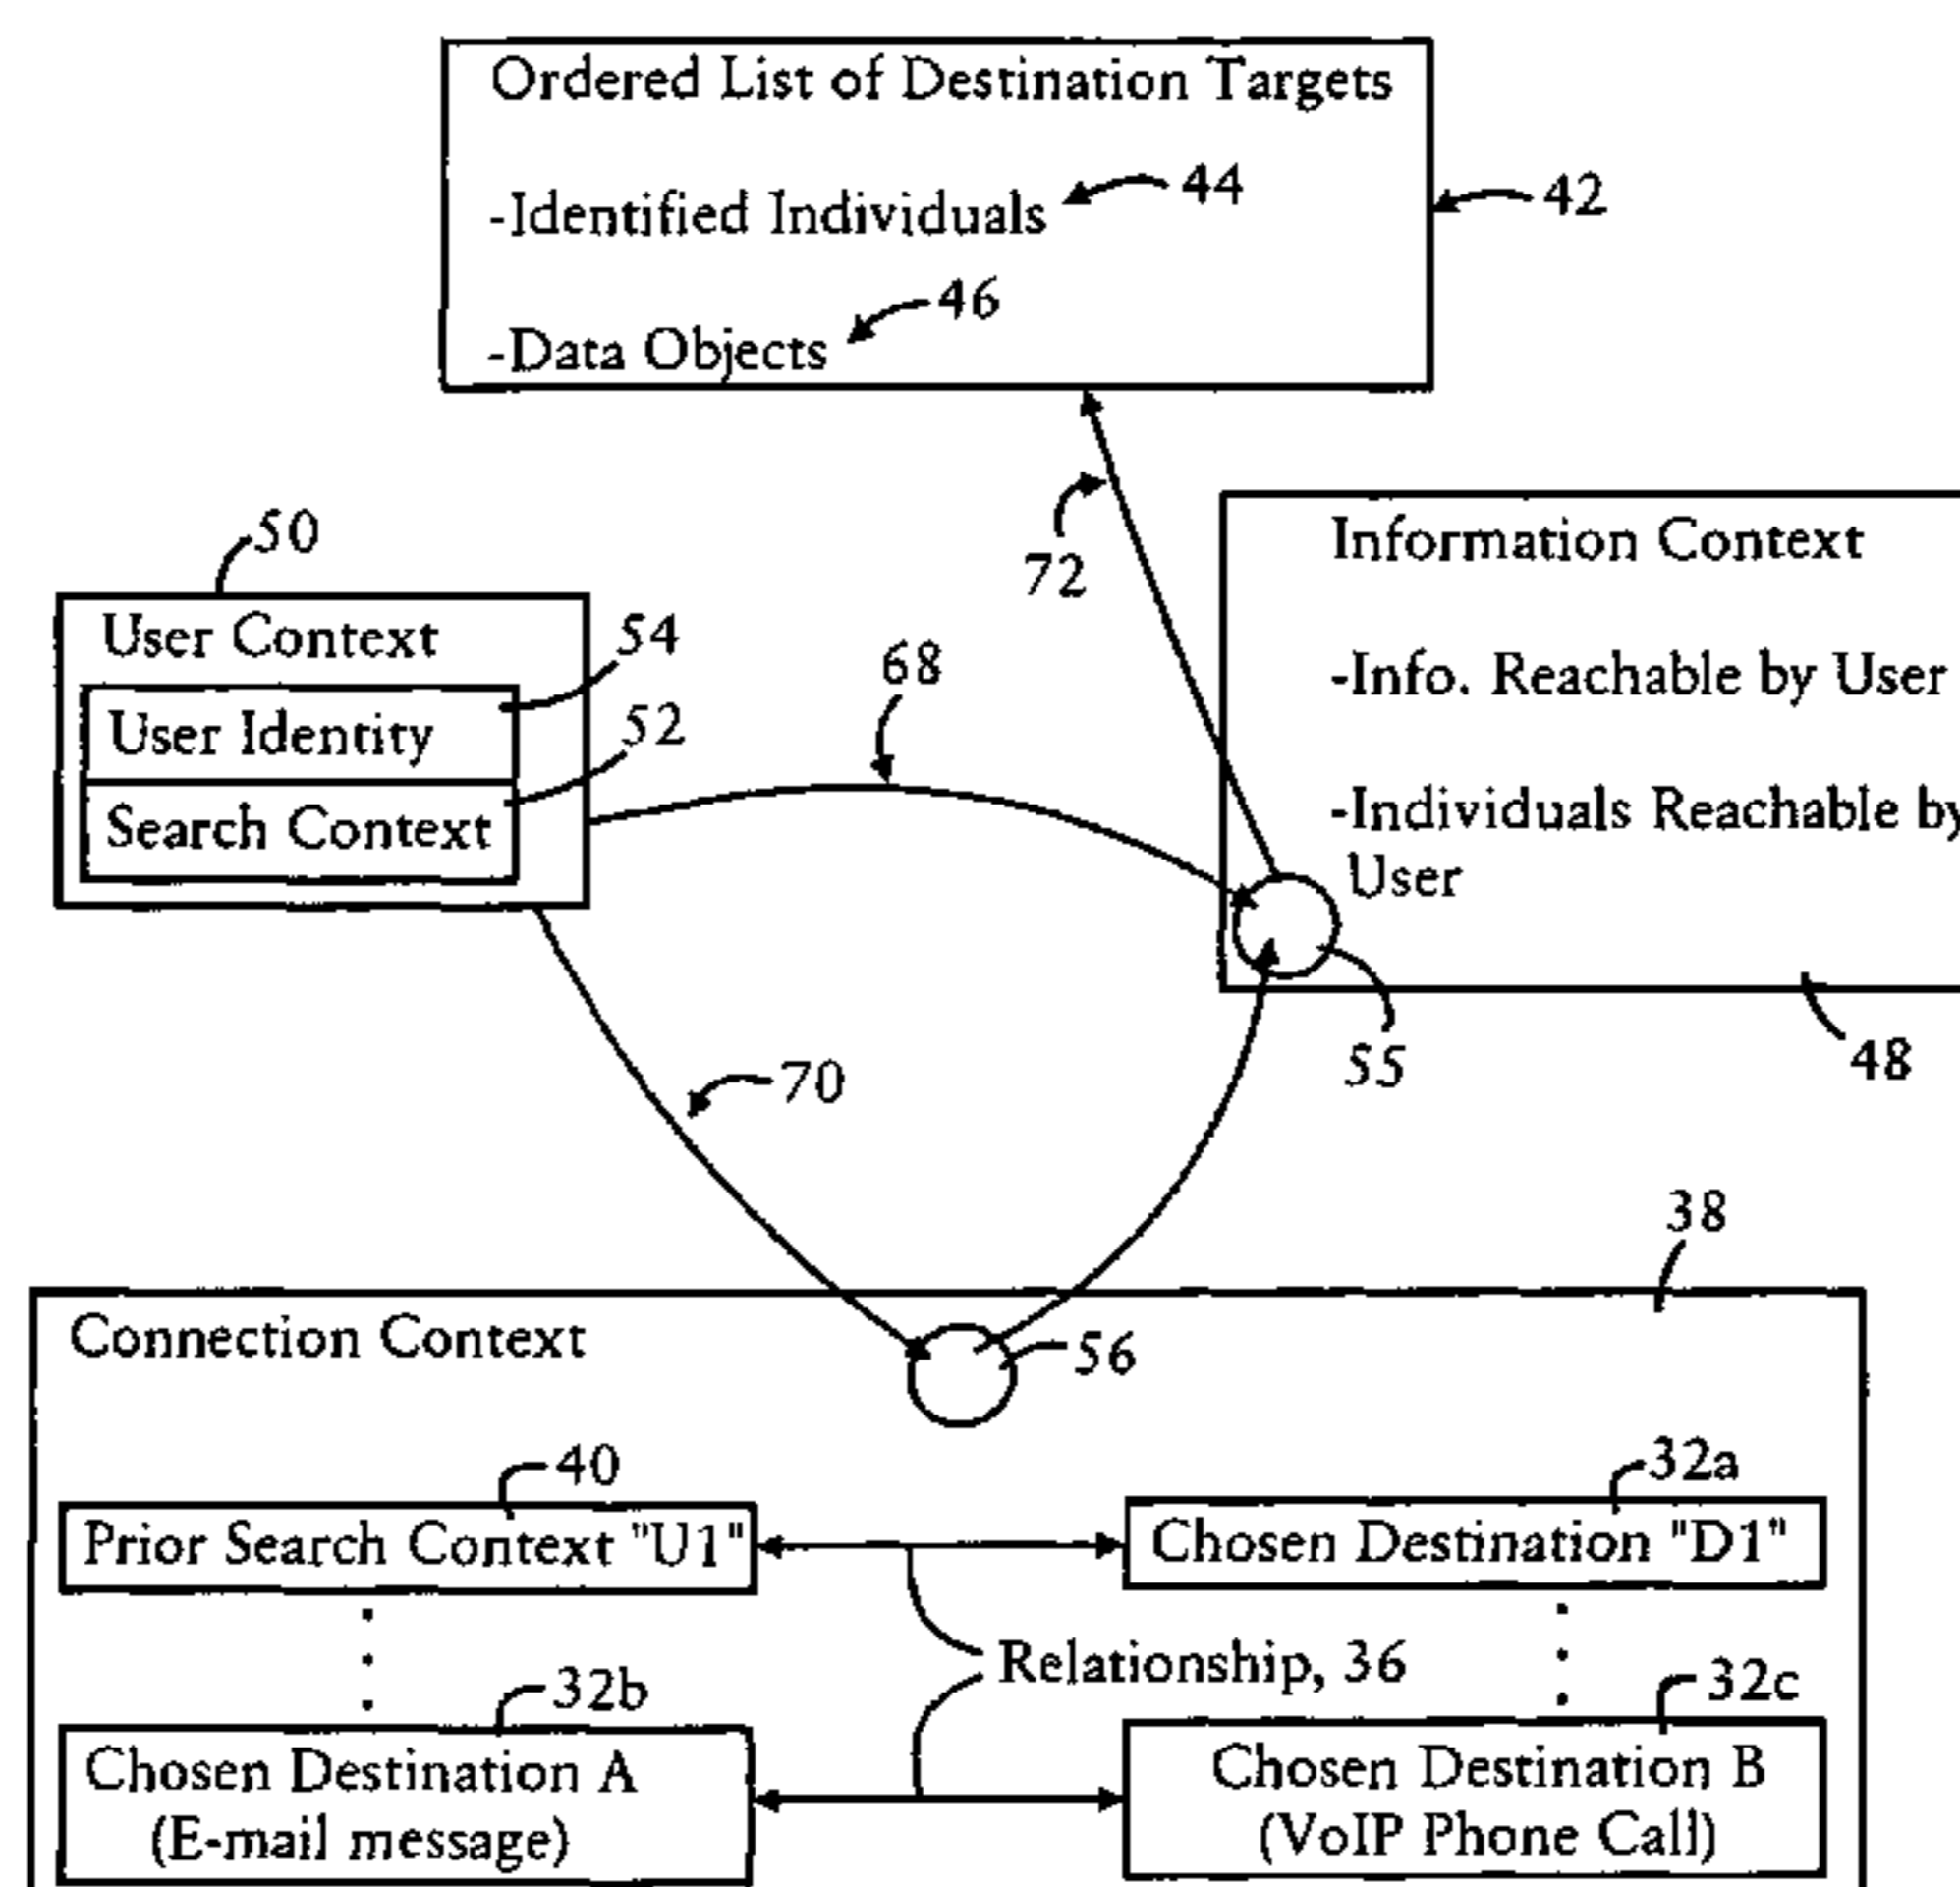 Ordered List of Destination Targets
-Identified Individuals
44
42
46
-Data Objects
72
Information Context
-Info. Reachable by User
-Individuals Reachable by
User
50
User Context
54
User Identity
52
Search Context
68
55
48
70
38
Connection Context
56
40
32a
Prior Search Context "U1"
Chosen Destination "D1"
Relationship, 36
32b
32c
Chosen Destination A
(E-mail message)
Chosen Destination B
(VoIP Phone Call)